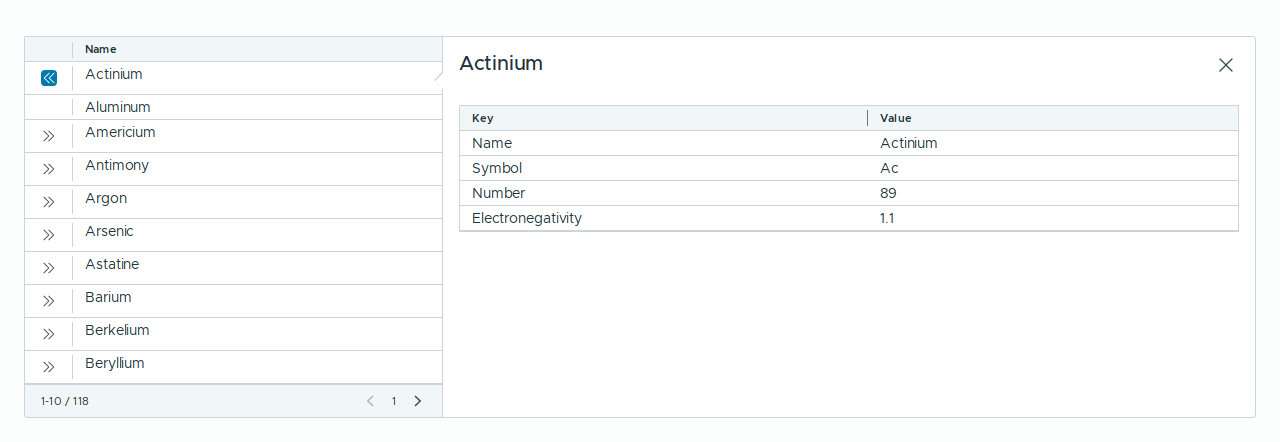 Name
Actinium
Aluminum
Americium
Antimony
Argon
Arsenic
Astatine
Barium
Berkelium
Beryllium
1-10 / 118
1
Actinium
Key Value
Name Actinium
Symbol Ac
Number 89
Electronegativity 1.1